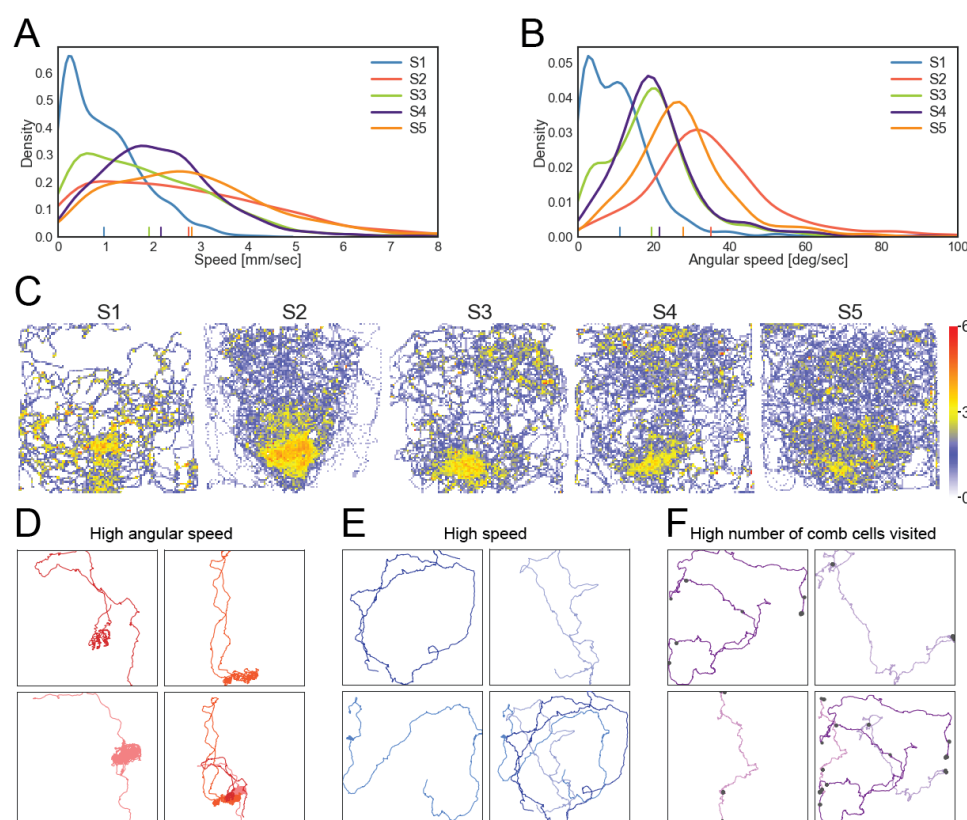 A
B
S1
S2
S3
S4
S5
0.6
0.5
0.4
0.3
0.2
0.1
0.0
Density
0 1 2 3 4 5 6 7 8
Speed [mm/sec]
S1
S2
S3
S4
S5
0.05
0.04
0.03
0.02
0.01
0.00
Density
0 20 40 60 80 100
Angular speed [deg/sec]
C
S1 S2 S3 S4 S5
6
3
0
D
High angular speed
E
High speed
F
High number of comb cells visited